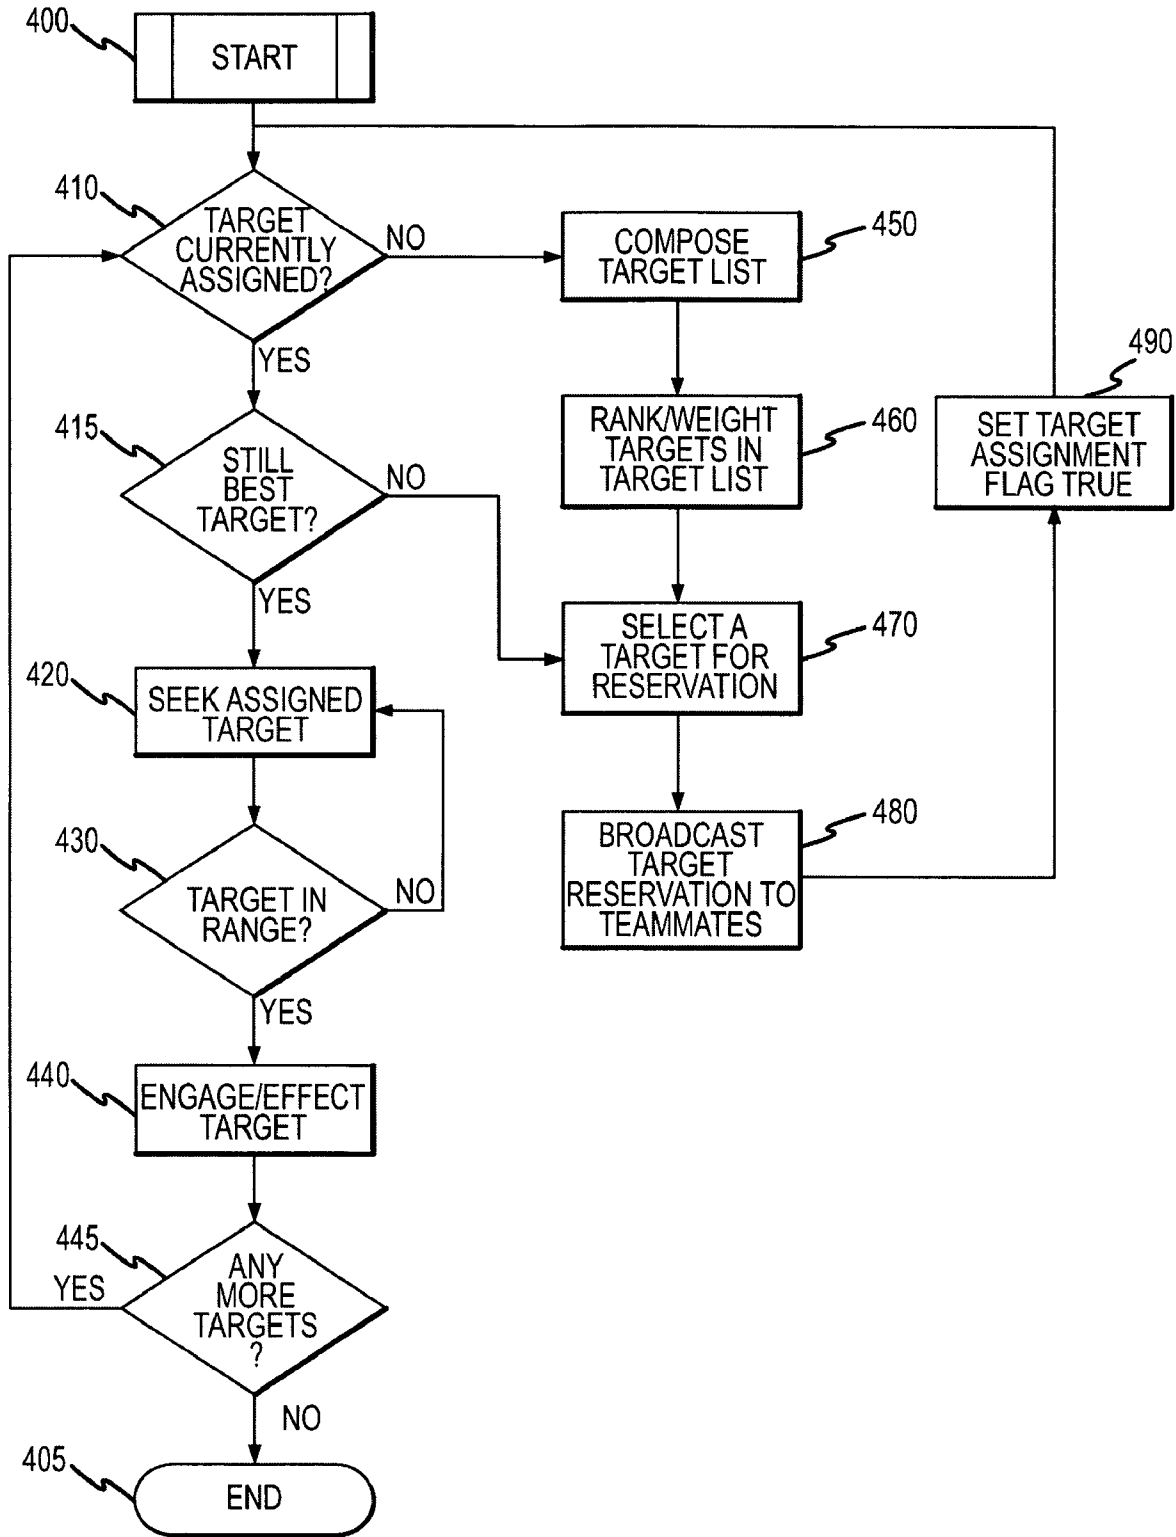 400
START
410
TARGET
CURRENTLY
ASSIGNED?
NO
YES
COMPOSE
TARGET LIST
450
490
SET TARGET
ASSIGNMENT
FLAG TRUE
RANK/WEIGHT
TARGETS IN
TARGET LIST
460
415
STILL
BEST
TARGET?
NO
YES
SELECT A
TARGET FOR
RESERVATION
470
420
SEEK ASSIGNED
TARGET
430
TARGET IN
RANGE?
NO
YES
BROADCAST
TARGET
RESERVATION TO
TEAMMATES
480
440
ENGAGE/EFFECT
TARGET
445
YES
ANY
MORE
TARGETS
?
NO
405
END